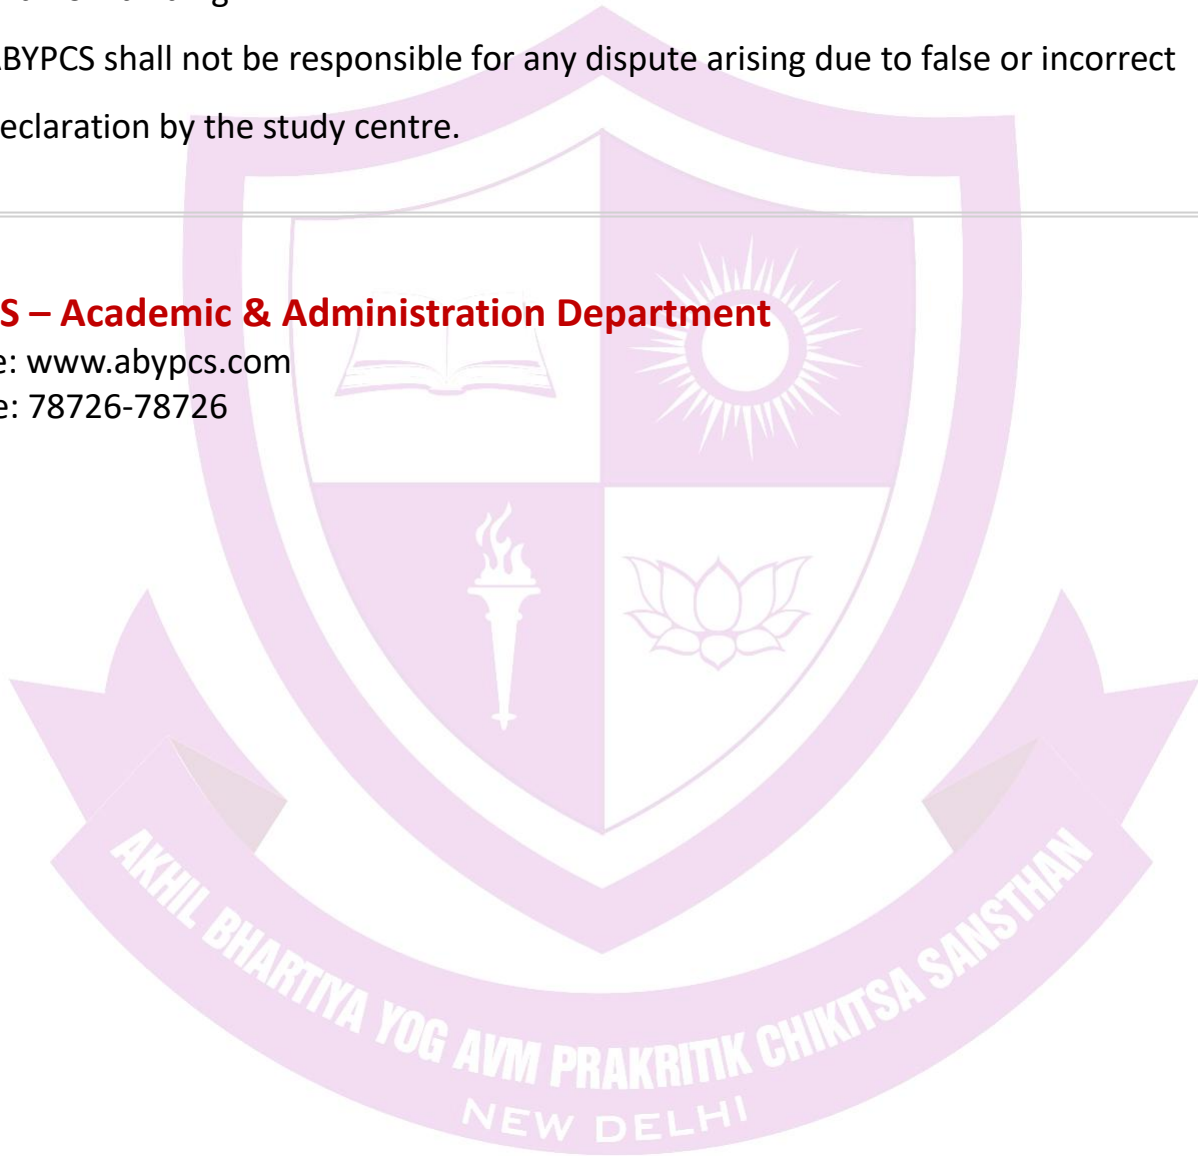 ABYPCS shall not be responsible for any dispute arising due to false or incorrect
eclaration by the study centre.
S – Academic & Administration Department
e: www.abypcs.com
e: 78726-78726
AKHIL BHARTIYA YOG AVM PRAKRITIK CHIKITSA SANSTHAN
NEW DELHI